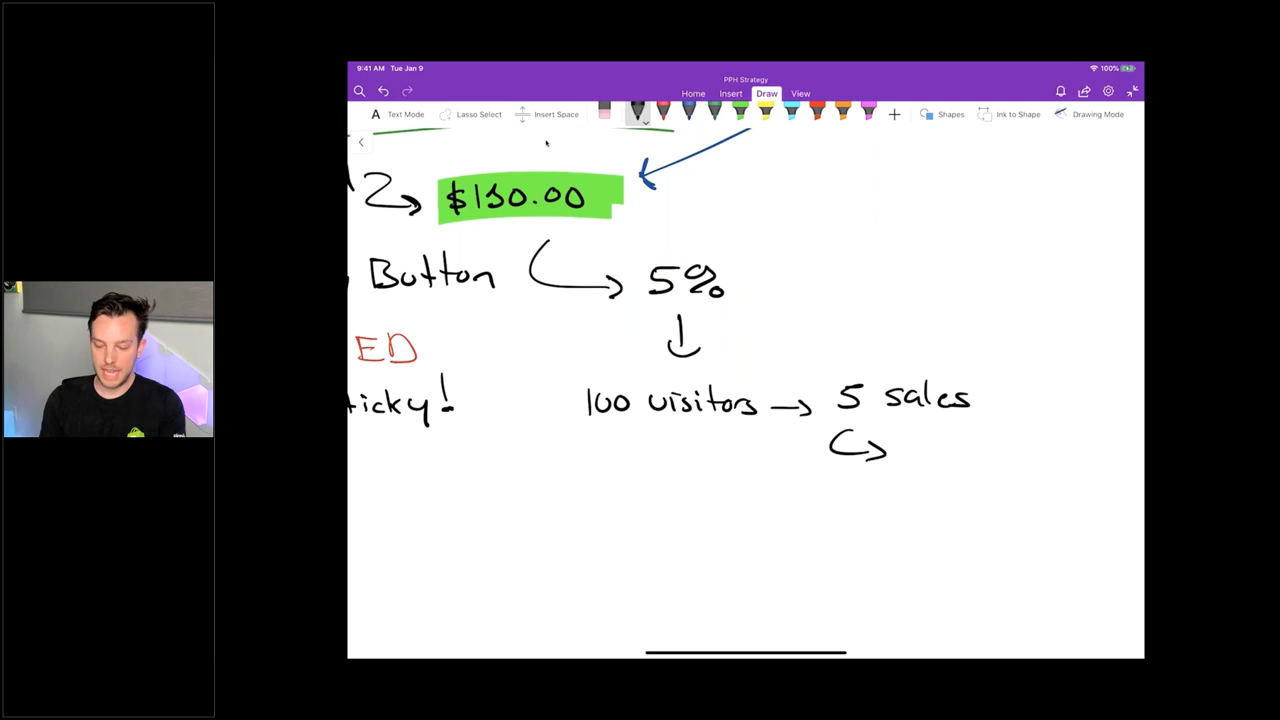 9:41 AM Tue Jan 9
100%
PPH Strategy
Home Insert Draw View
A Text Mode Lasso Select Insert Space Shapes Ink to Shape Drawing Mode
2 → $130.00
Button → 5%
ED
ticky!
100 visitors → 5 sales